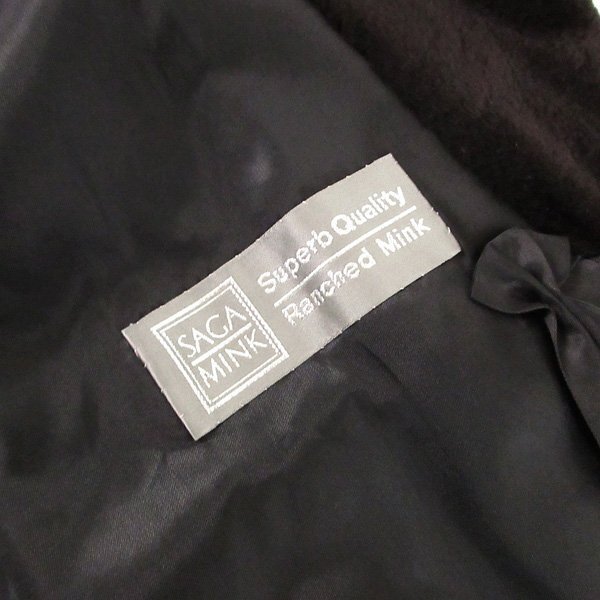 SAGA
MINK
Superb Quality
Ranched Mink